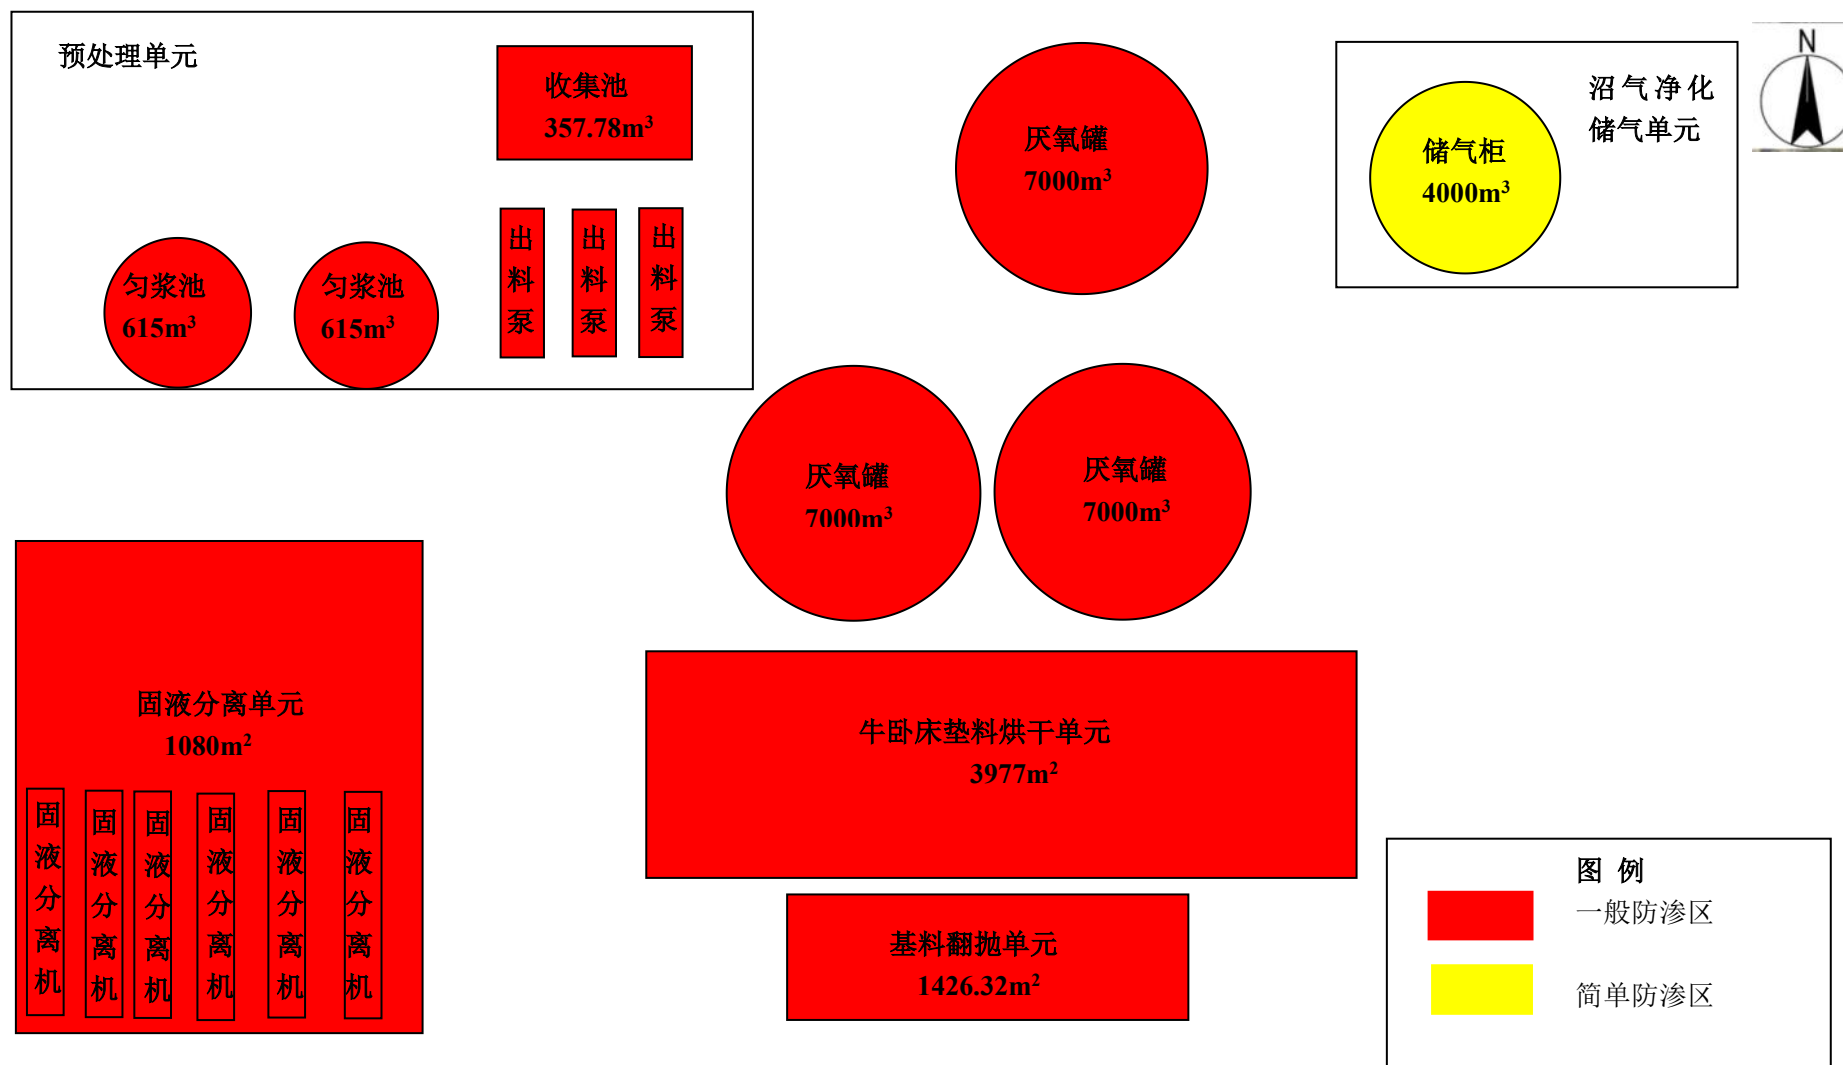 预处理单元
收集池
357.78m³
出料泵
出料泵
出料泵
匀浆池
615m³
匀浆池
615m³
厌氧罐
7000m³
储气柜
4000m³
沼气净化
储气单元
N
厌氧罐
7000m³
厌氧罐
7000m³
固液分离单元
1080m²
固液分离机
固液分离机
固液分离机
固液分离机
固液分离机
固液分离机
牛卧床垫料烘干单元
3977m²
基料翻抛单元
1426.32m²
图 例
一般防渗区
简单防渗区